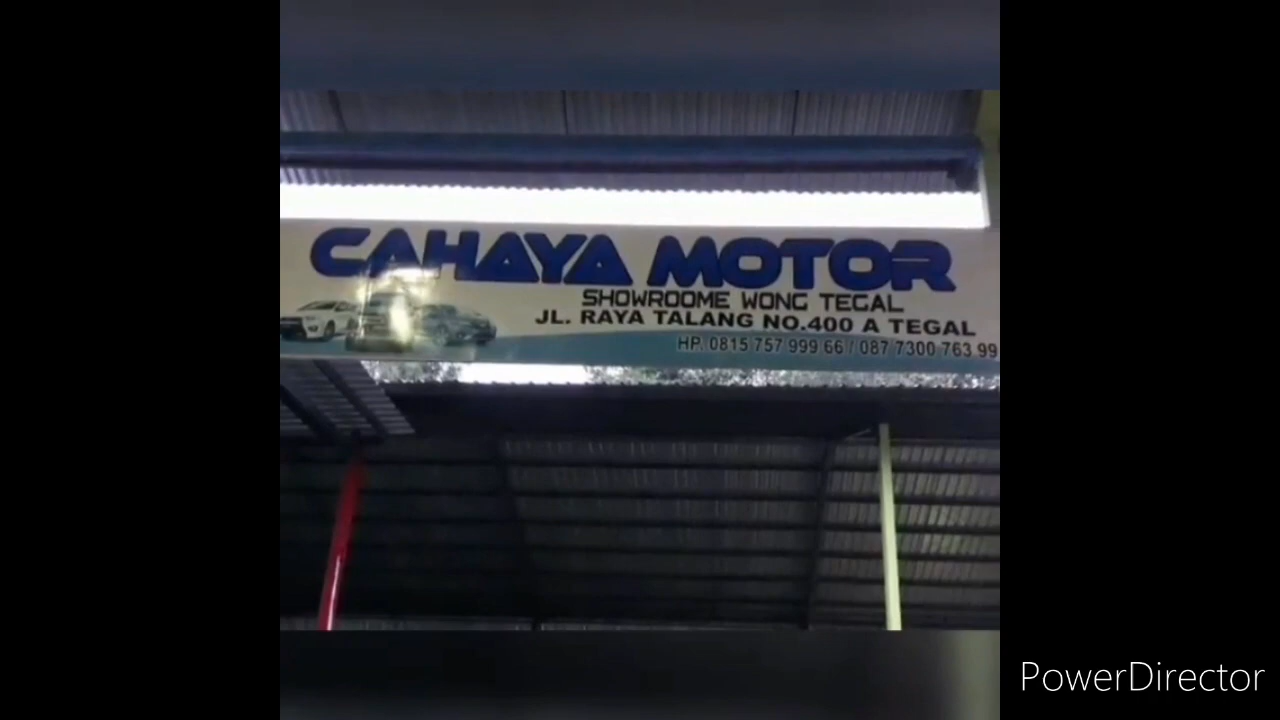 CAHAYA MOTOR
SHOWROOME WONG TEGAL
JL. RAYA TALANG NO.400 A TEGAL
HP. 0815 757 999 66 / 087 7300 763 99
PowerDirector